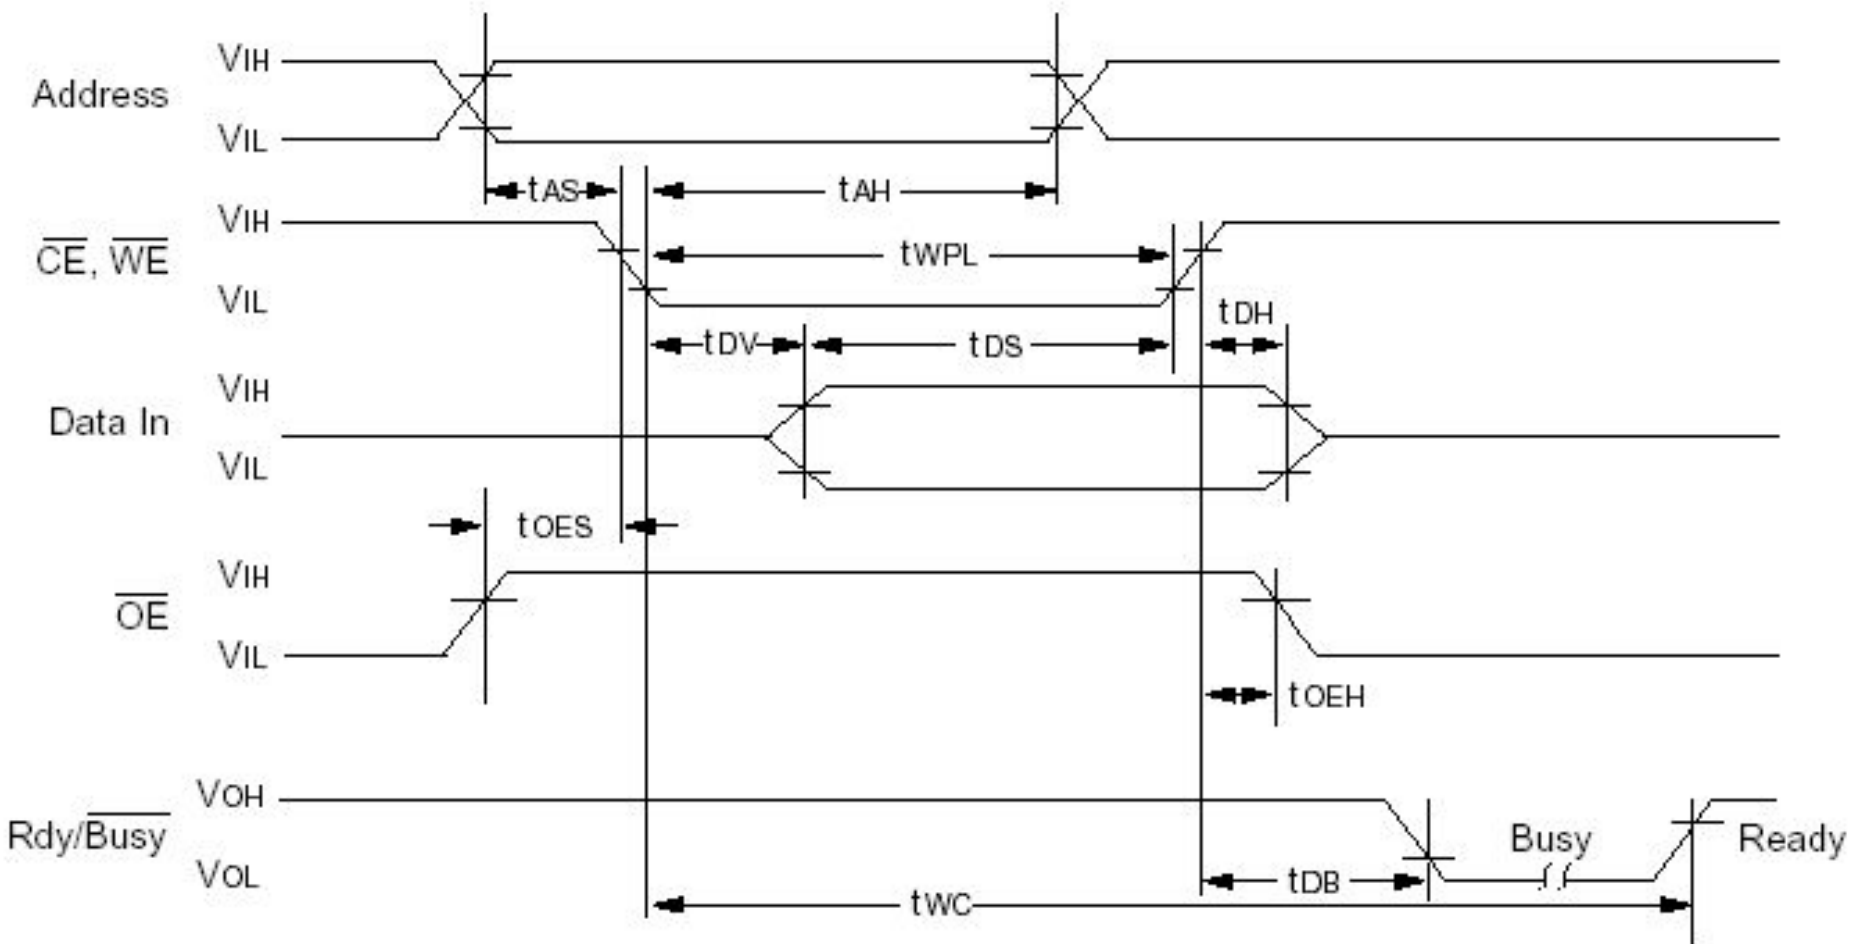 VIH
Address
VIL
tAS
tAH
VIH
CE, WE
tWPL
VIL
tDH
tDV
tDS
VIH
Data In
VIL
tOES
VIH
OE
VIL
tOEH
VOH
Rdy/Busy
Busy
Ready
VOL
tDB
tWC